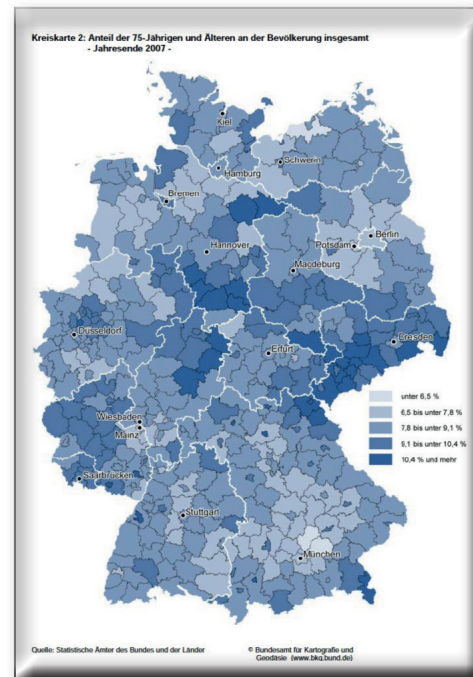 Kreiskarte 2: Anteil der 75-Jährigen und Älteren an der Bevölkerung insgesamt
- Jahresende 2007 -
Kiel
Schwerin
Hamburg
Bremen
Berlin
Hannover
Potsdam
Magdeburg
Düsseldorf
Dresden
Erfurt
unter 6,5 %
6,5 bis unter 7,8 %
7,8 bis unter 9,1 %
9,1 bis unter 10,4 %
10,4 % und mehr
Wiesbaden
Mainz
Saarbrücken
Stuttgart
München
Quelle: Statistische Ämter des Bundes und der Länder
© Bundesamt für Kartografie und
Geodäsie (www.bkg.bund.de)